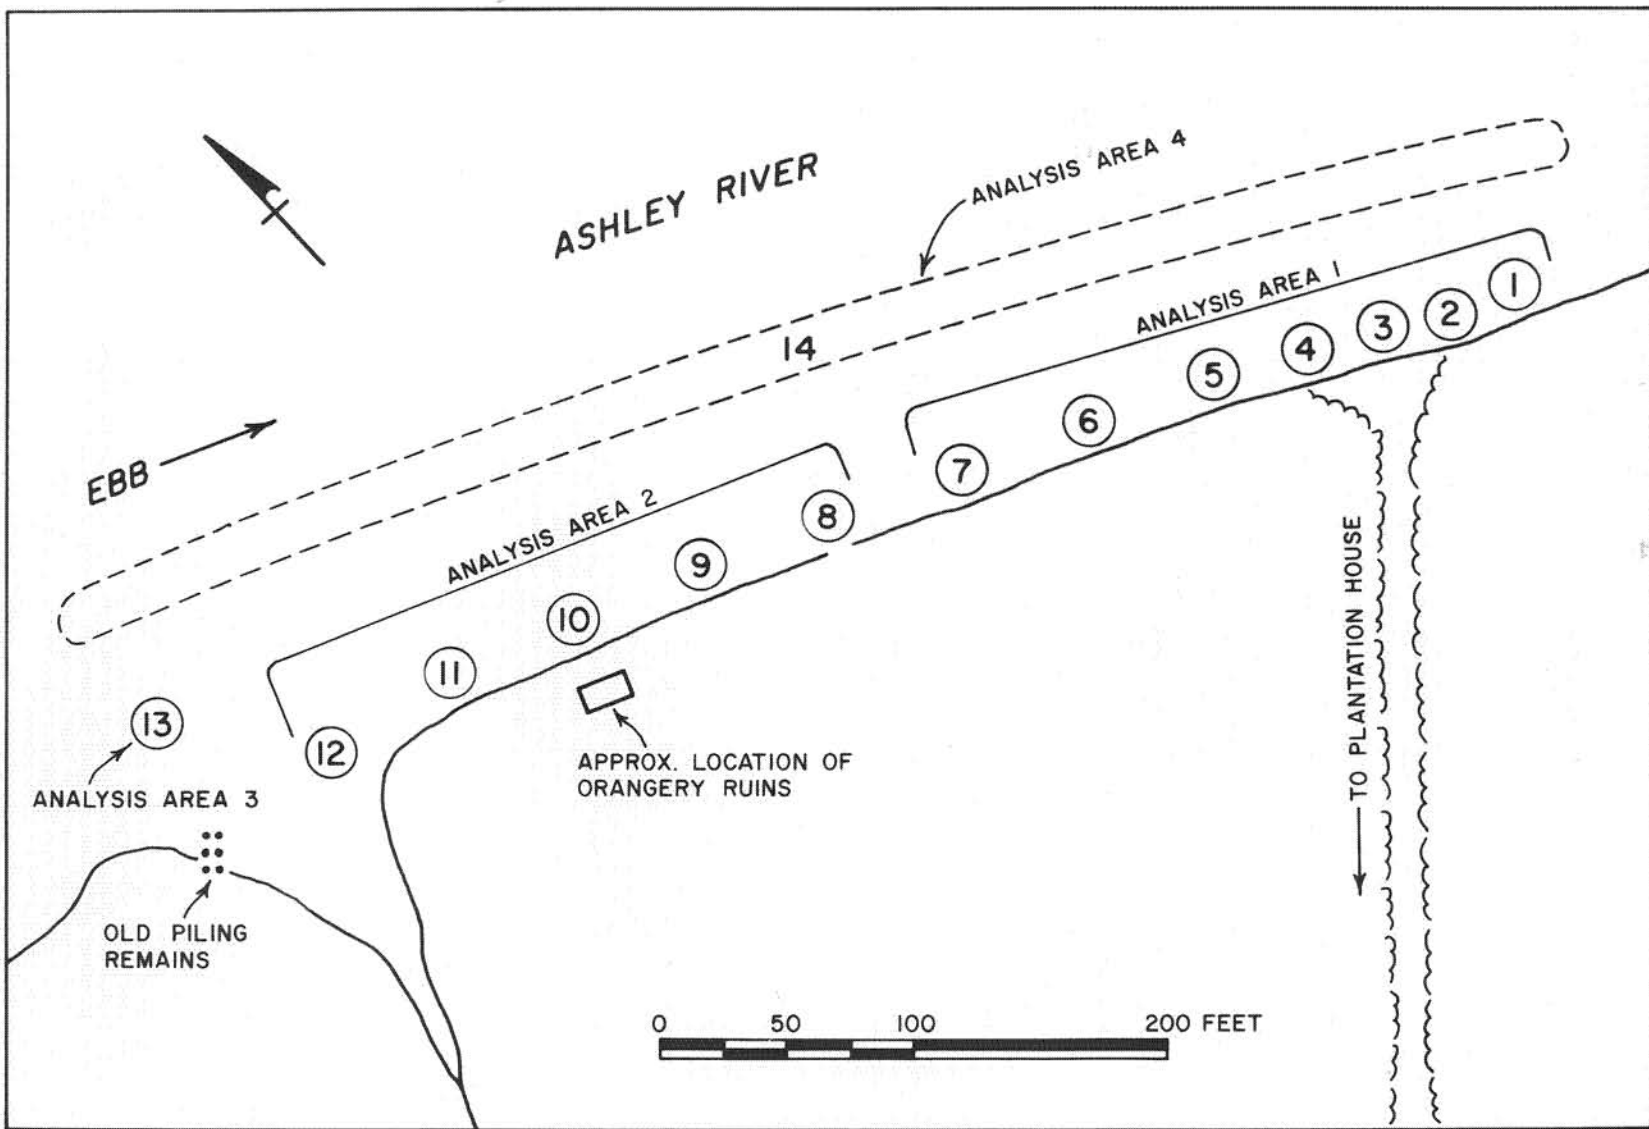 ASHLEY RIVER
ANALYSIS AREA 4
ANALYSIS AREA 1
1
2
3
4
5
6
7
14
EBB
ANALYSIS AREA 2
8
9
10
11
12
13
ANALYSIS AREA 3
APPROX. LOCATION OF
ORANGERY RUINS
TO PLANTATION HOUSE
OLD PILING
REMAINS
0 50 100 200 FEET